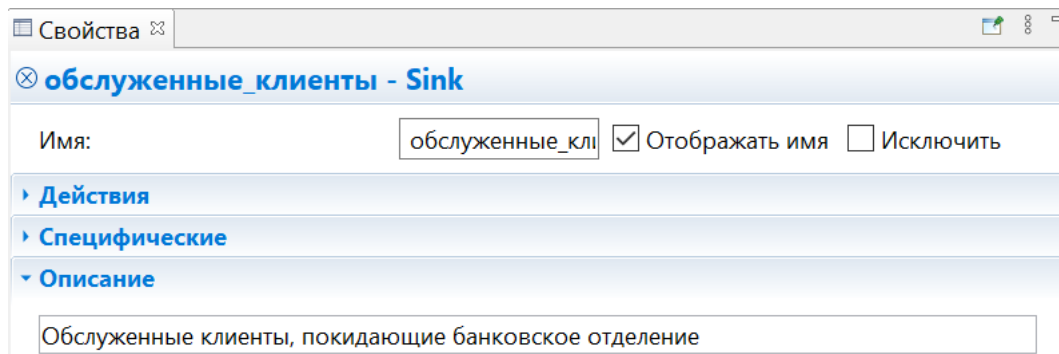 Свойства
обслуженные_клиенты - Sink
Имя: обслуженные_кли Отображать имя Исключить
Действия
Специфические
Описание
Обслуженные клиенты, покидающие банковское отделение